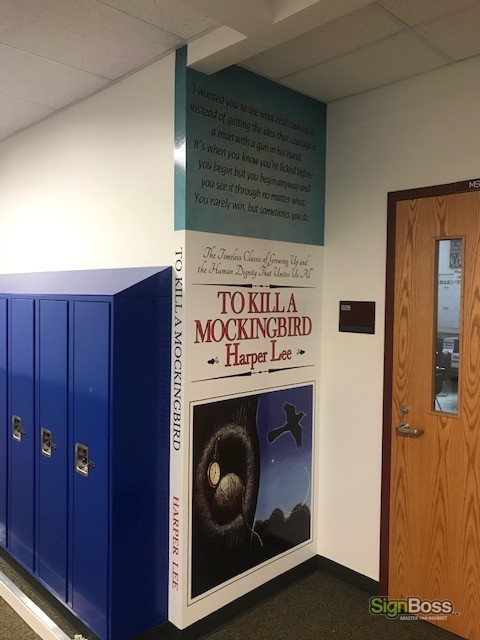 "I wanted you to see what real courage is,
instead of getting the idea that courage is
a man with a gun in his hand.
It's when you know you're licked before
you begin but you begin anyway and
you see it through no matter what.
You rarely win, but sometimes you do."
The Timeless Classic of Growing Up and
the Human Dignity That Unites Us All
TO KILL A
MOCKINGBIRD
Harper Lee
TO KILL A MOCKINGBIRD
HARPER LEE
SignBoss